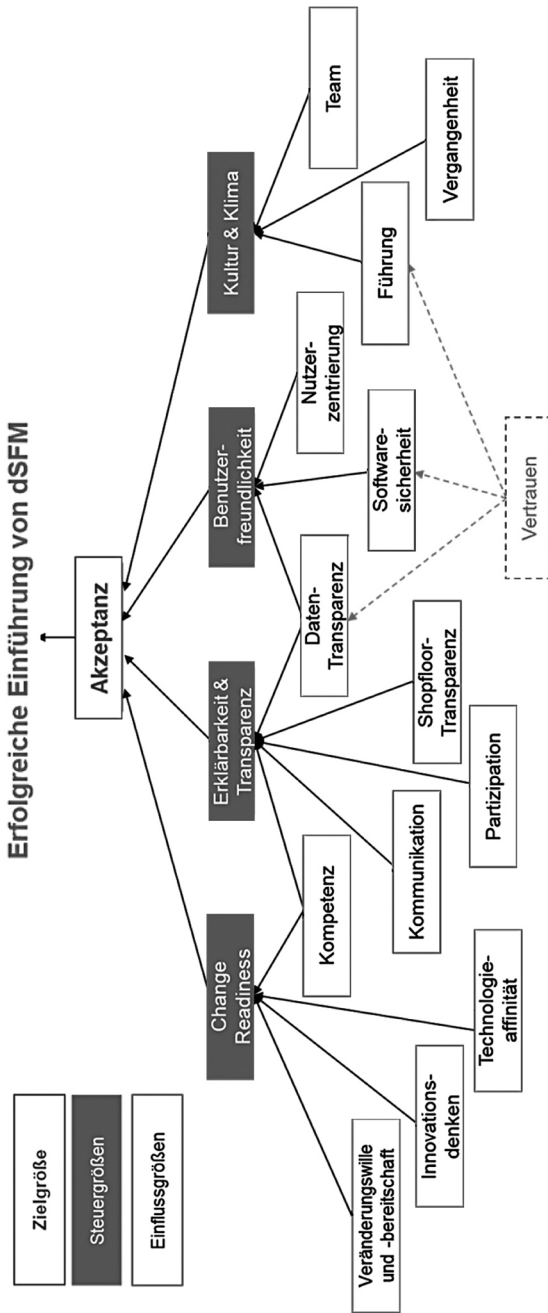 Erfolgreiche Einführung von dSFM
Zielgröße
Steuergrößen
Einflussgrößen
Akzeptanz
Change
Readiness
Erklärbarkeit &
Transparenz
Benutzer-
freundlichkeit
Kultur & Klima
Veränderungswille
und -bereitschaft
Innovations-
denken
Technologie-
affinität
Kompetenz
Kommunikation
Partizipation
Shopfloor-
Transparenz
Daten-
Transparenz
Software-
sicherheit
Nutzer-
zentrierung
Führung
Vergangenheit
Team
Vertrauen